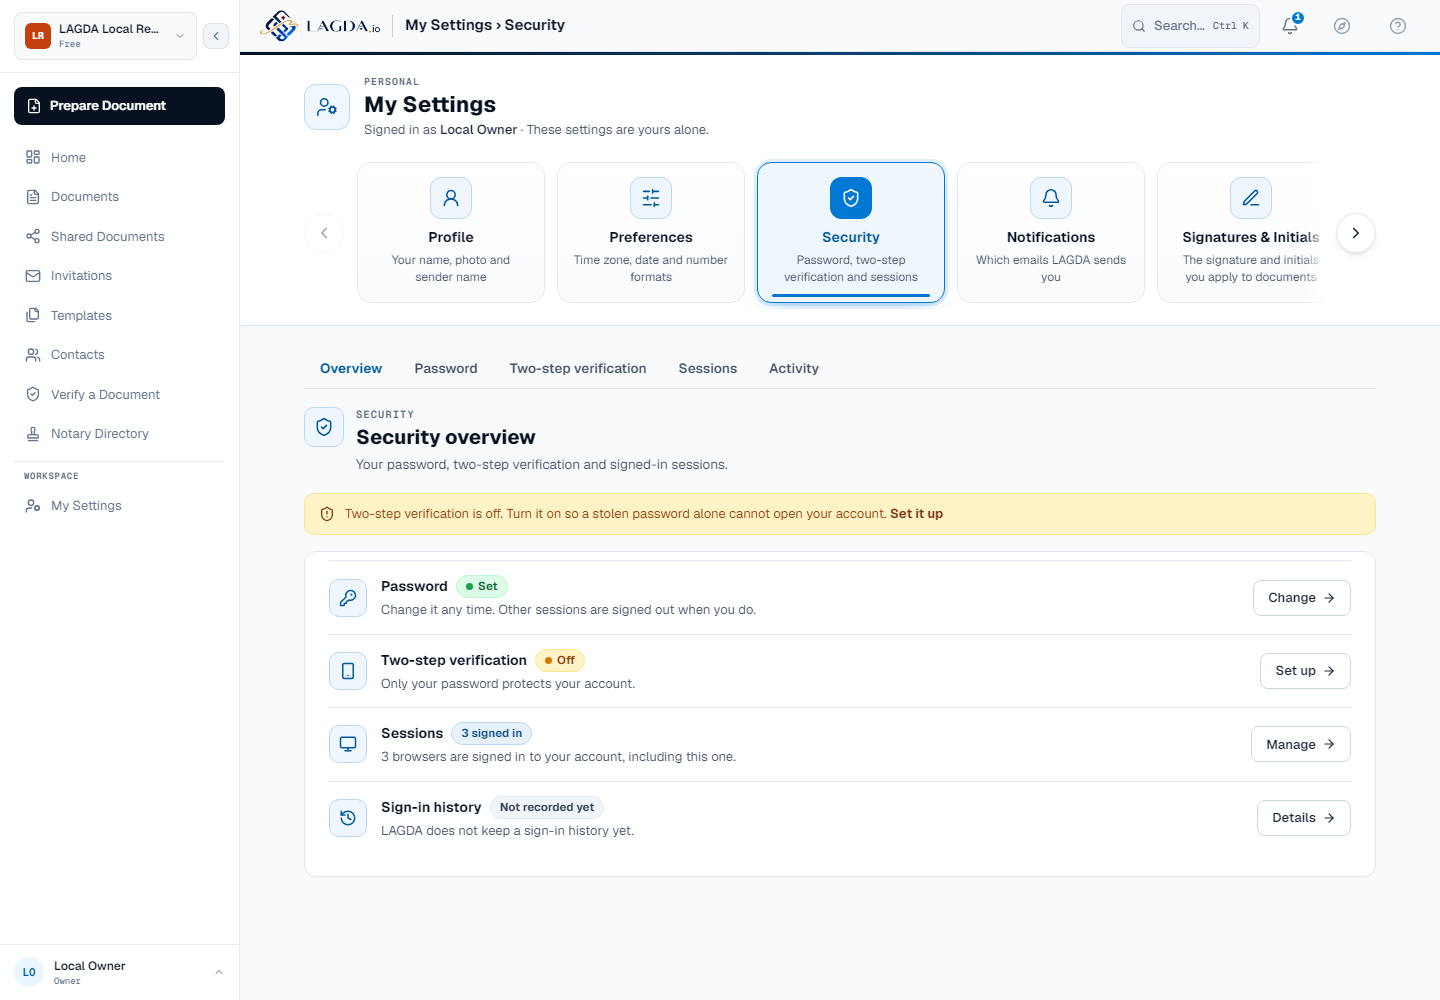 LR
LAGDA Local Re...
Free
Prepare Document
Home
Documents
Shared Documents
Invitations
Templates
Contacts
Verify a Document
Notary Directory
WORKSPACE
My Settings
LO
Local Owner
Owner
LAGDA.io
My Settings › Security
Search... Ctrl K
1
PERSONAL
My Settings
Signed in as Local Owner · These settings are yours alone.
Profile
Your name, photo and
sender name
Preferences
Time zone, date and number
formats
Security
Password, two-step
verification and sessions
Notifications
Which emails LAGDA sends
you
Signatures & Initials
The signature and initials
you apply to documents
Overview
Password
Two-step verification
Sessions
Activity
SECURITY
Security overview
Your password, two-step verification and signed-in sessions.
Two-step verification is off. Turn it on so a stolen password alone cannot open your account. Set it up
Password
Set
Change it any time. Other sessions are signed out when you do.
Change
Two-step verification
Off
Only your password protects your account.
Set up
Sessions
3 signed in
3 browsers are signed in to your account, including this one.
Manage
Sign-in history
Not recorded yet
LAGDA does not keep a sign-in history yet.
Details